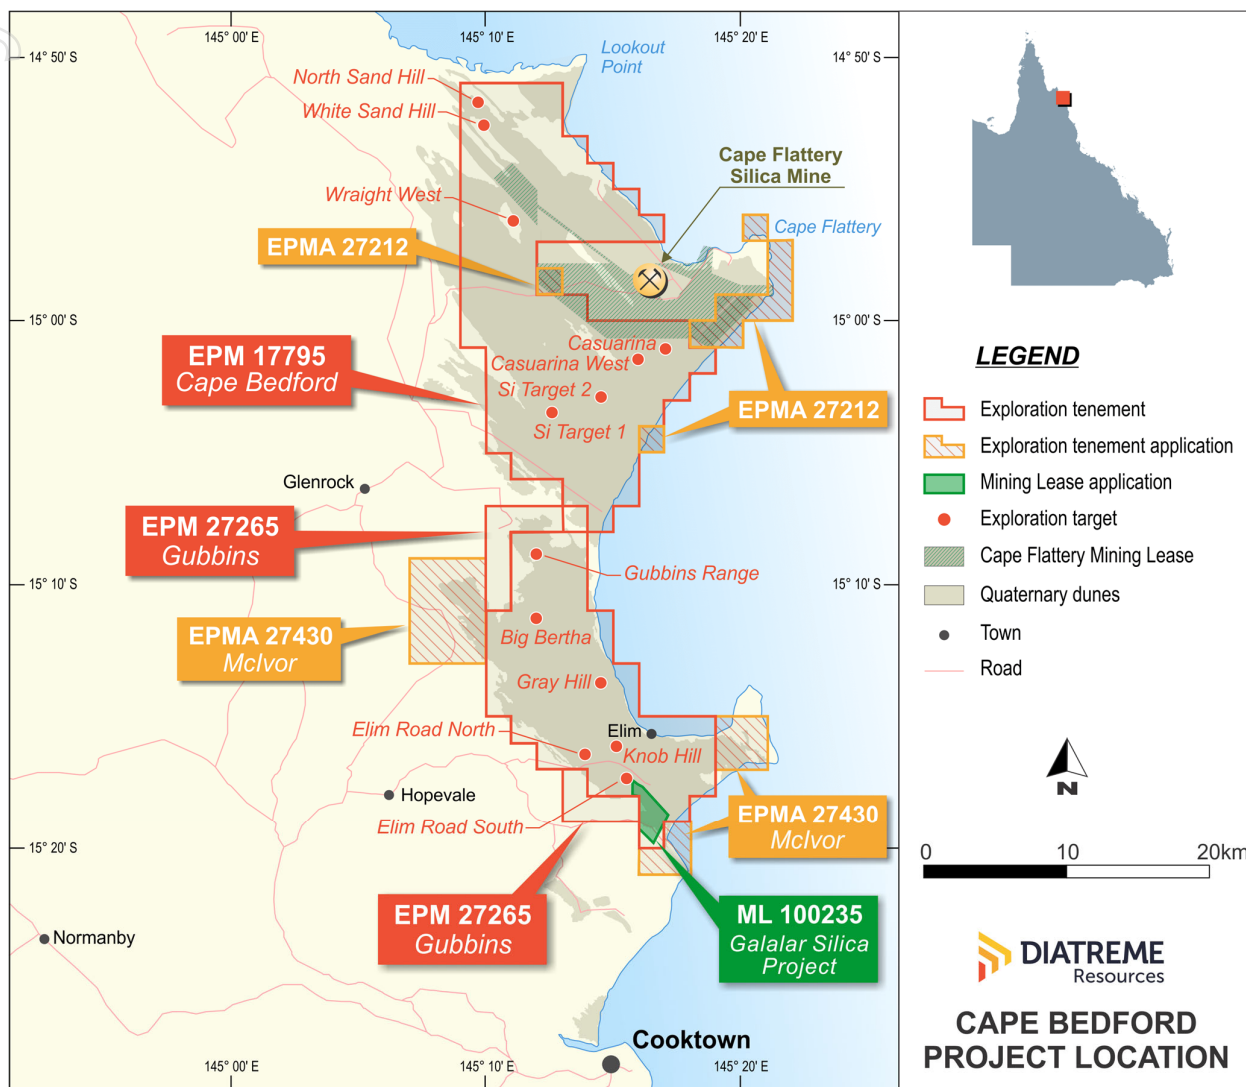 145° 00' E
145° 10' E
145° 20' E
14° 50' S
14° 50' S
Lookout
Point
North Sand Hill
White Sand Hill
Cape Flattery
Silica Mine
Wraight West
Cape Flattery
EPMA 27212
15° 00' S
15° 00' S
EPM 17795
Cape Bedford
Casuarina
Casuarina West
Si Target 2
Si Target 1
EPMA 27212
Glenrock
EPM 27265
Gubbins
Gubbins Range
15° 10' S
15° 10' S
EPMA 27430
McIvor
Big Bertha
Gray Hill
Elim Road North
Elim
Knob Hill
Hopevale
Elim Road South
EPMA 27430
McIvor
15° 20' S
15° 20' S
EPM 27265
Gubbins
ML 100235
Galalar Silica
Project
Normanby
Cooktown
145° 00' E
145° 10' E
145° 20' E
LEGEND
Exploration tenement
Exploration tenement application
Mining Lease application
Exploration target
Cape Flattery Mining Lease
Quaternary dunes
Town
Road
N
0 10 20km
DIATREME
Resources
CAPE BEDFORD
PROJECT LOCATION